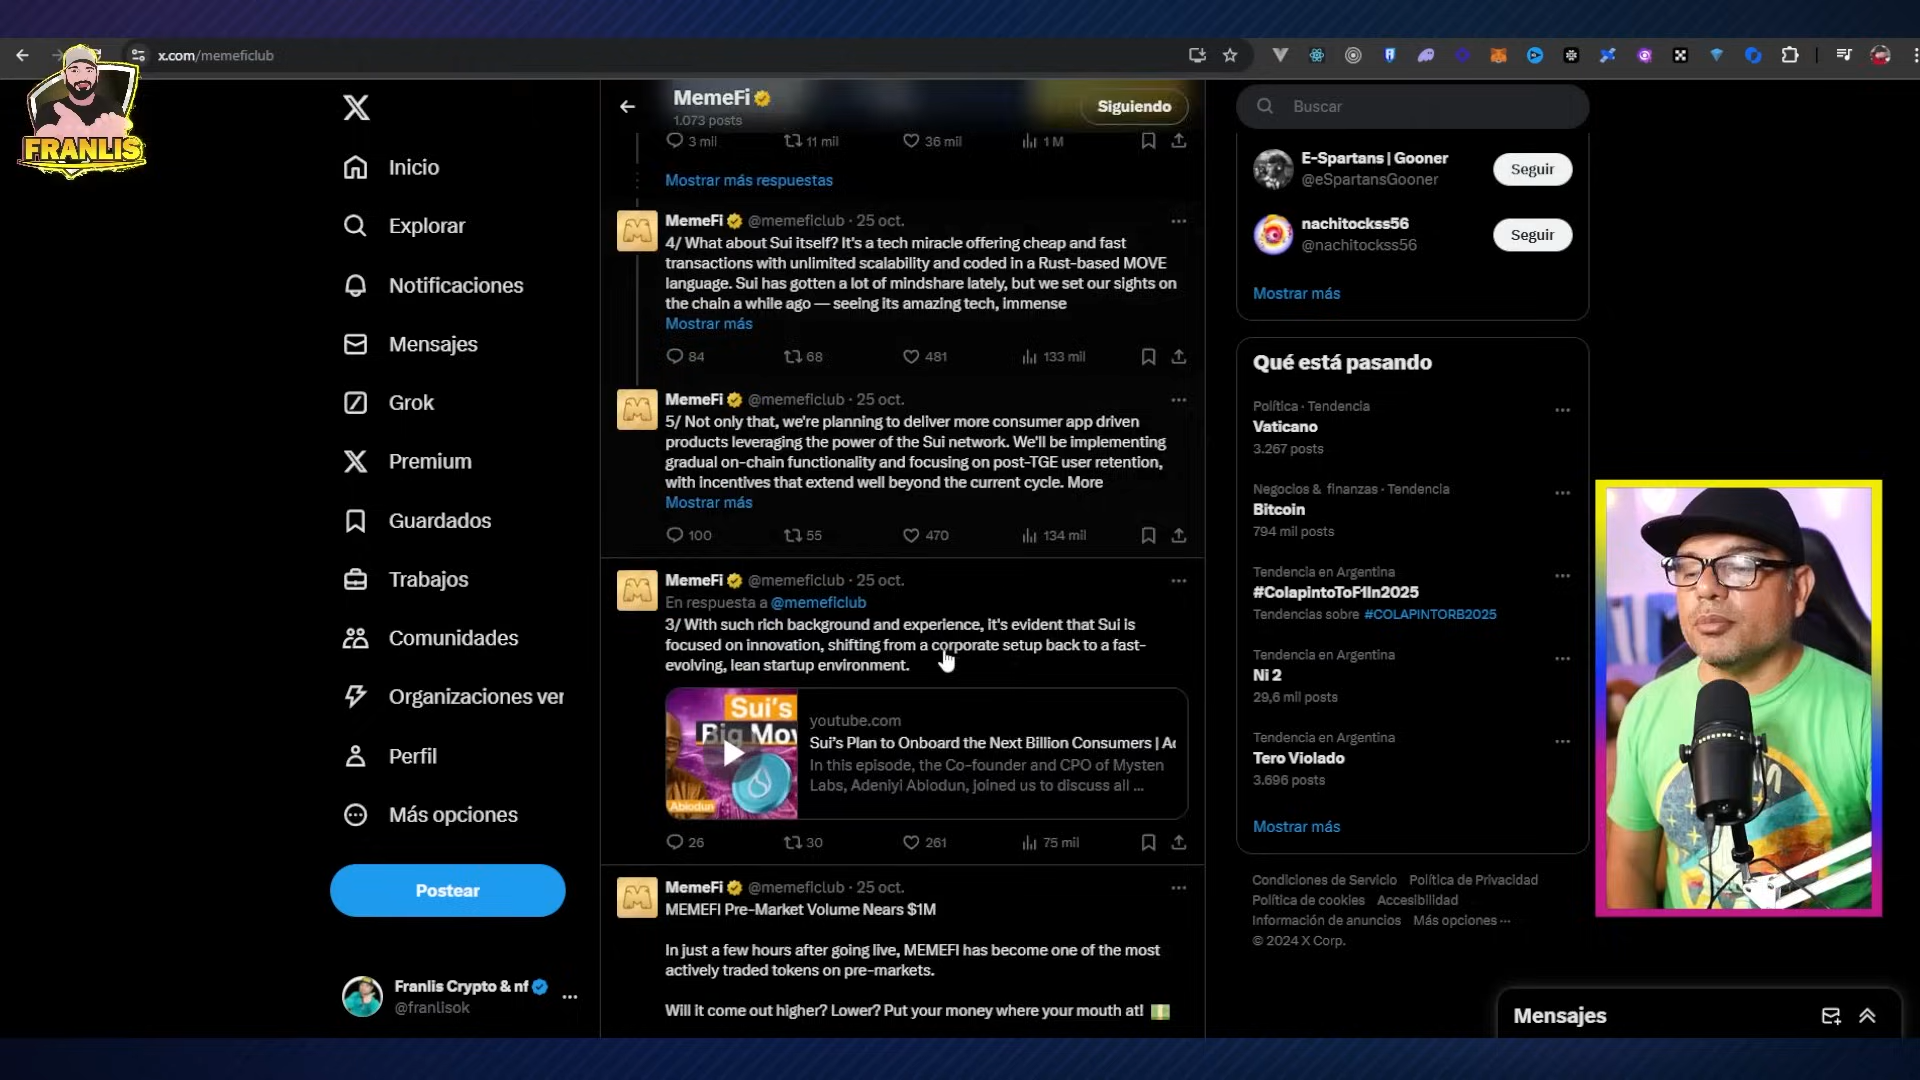 x.com/memeficlub
FRANLIS
Inicio
Explorar
Notificaciones
Mensajes
Grok
Premium
Guardados
Trabajos
Comunidades
Organizaciones ver
Perfil
Más opciones
Postear
Franlis Crypto & nf
@franlisok
MemeFi
1.073 posts
Siguiendo
3 mil 11 mil 36 mil 1 M
Mostrar más respuestas
MemeFi @memeficlub · 25 oct.
4/ What about Sui itself? It's a tech miracle offering cheap and fast
transactions with unlimited scalability and coded in a Rust-based MOVE
language. Sui has gotten a lot of mindshare lately, but we set our sights on
the chain a while ago — seeing its amazing tech, immense
Mostrar más
84 68 481 133 mil
MemeFi @memeficlub · 25 oct.
5/ Not only that, we're planning to deliver more consumer app driven
products leveraging the power of the Sui network. We'll be implementing
gradual on-chain functionality and focusing on post-TGE user retention,
with incentives that extend well beyond the current cycle. More
Mostrar más
100 55 470 134 mil
MemeFi @memeficlub · 25 oct.
En respuesta a @memeficlub
3/ With such rich background and experience, it's evident that Sui is
focused on innovation, shifting from a corporate setup back to a fast-
evolving, lean startup environment.
Sui's
Big Mov
Abiodun
youtube.com
Sui's Plan to Onboard the Next Billion Consumers | Ac
In this episode, the Co-founder and CPO of Mysten
Labs, Adeniyi Abiodun, joined us to discuss all ...
26 30 261 75 mil
MemeFi @memeficlub · 25 oct.
MEMEFI Pre-Market Volume Nears $1M
In just a few hours after going live, MEMEFI has become one of the most
actively traded tokens on pre-markets.
Will it come out higher? Lower? Put your money where your mouth at!
Buscar
E-Spartans | Gooner
@eSpartansGooner
Seguir
nachitockss56
@nachitockss56
Seguir
Mostrar más
Qué está pasando
Política · Tendencia
Vaticano
3.267 posts
Negocios & finanzas · Tendencia
Bitcoin
794 mil posts
Tendencia en Argentina
#ColapintoToF1In2025
Tendencias sobre #COLAPINTORB2025
Tendencia en Argentina
Ni 2
29,6 mil posts
Tendencia en Argentina
Tero Violado
3.696 posts
Mostrar más
Condiciones de Servicio Política de Privacidad
Política de cookies Accesibilidad
Información de anuncios Más opciones ···
© 2024 X Corp.
Mensajes